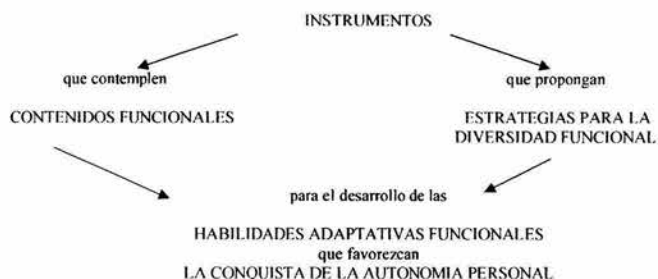 INSTRUMENTOS
que contemplen
que propongan
CONTENIDOS FUNCIONALES
ESTRATEGIAS PARA LA
DIVERSIDAD FUNCIONAL
para el desarrollo de las
HABILIDADES ADAPTATIVAS FUNCIONALES
que favorezcan
LA CONQUISTA DE LA AUTONOMIA PERSONAL